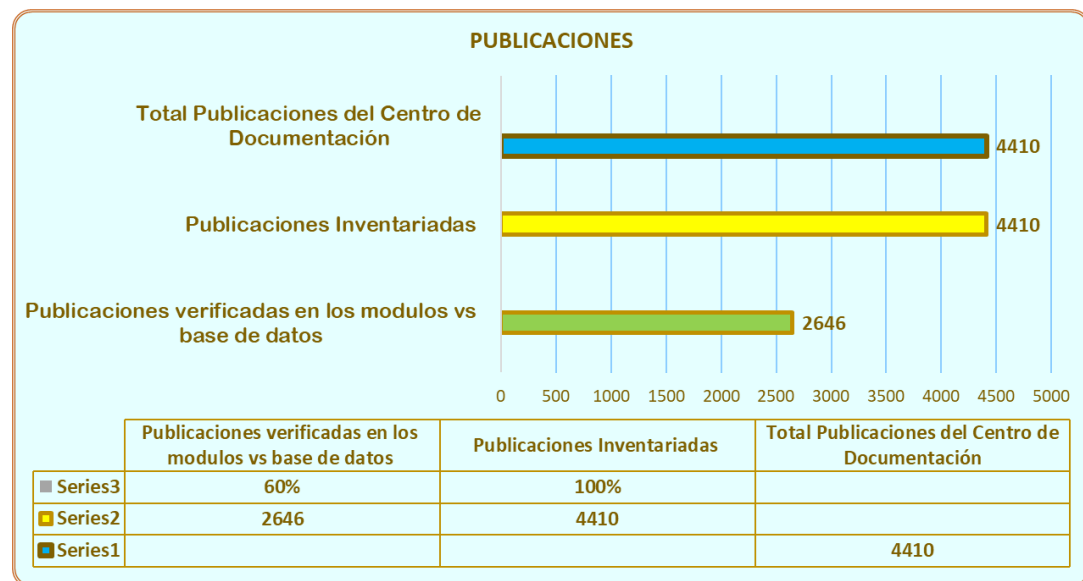 PUBLICACIONES
Total Publicaciones del Centro de
Documentación
4410
Publicaciones Inventariadas
4410
Publicaciones verificadas en los modulos vs
base de datos
2646
0 500 1000 1500 2000 2500 3000 3500 4000 4500 5000
Publicaciones verificadas en los
modulos vs base de datos
Publicaciones Inventariadas
Total Publicaciones del Centro de
Documentación
Series3 60% 100%
Series2 2646 4410
Series1 4410